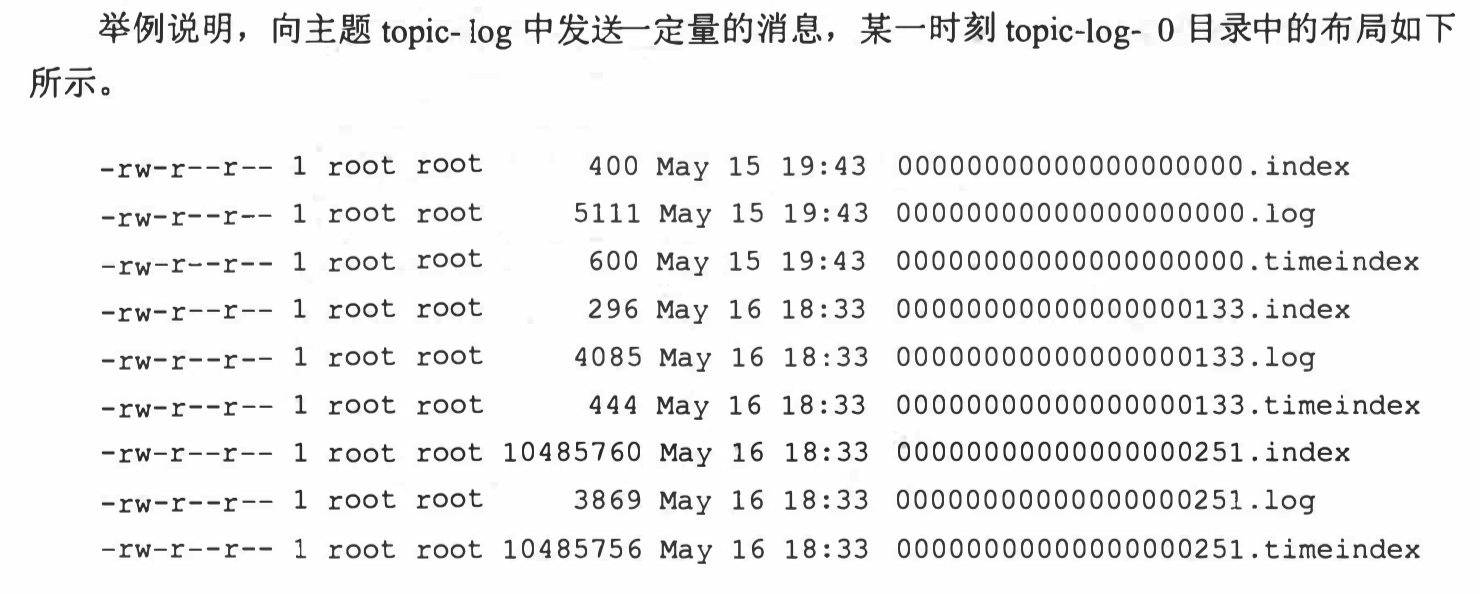 举例说明，向主题 topic- log 中发送一定量的消息，某一时刻 topic-log- 0 目录中的布局如下
所示。
-rw-r--r-- 1 root root 400 May 15 19:43 00000000000000000000.index
-rw-r--r-- 1 root root 5111 May 15 19:43 00000000000000000000.log
-rw-r--r-- 1 root root 600 May 15 19:43 00000000000000000000.timeindex
-rw-r--r-- 1 root root 296 May 16 18:33 00000000000000000133.index
-rw-r--r-- 1 root root 4085 May 16 18:33 00000000000000000133.log
-rw-r--r-- 1 root root 444 May 16 18:33 00000000000000000133.timeindex
-rw-r--r-- 1 root root 10485760 May 16 18:33 00000000000000000251.index
-rw-r--r-- 1 root root 3869 May 16 18:33 00000000000000000251.log
-rw-r--r-- 1 root root 10485756 May 16 18:33 00000000000000000251.timeindex